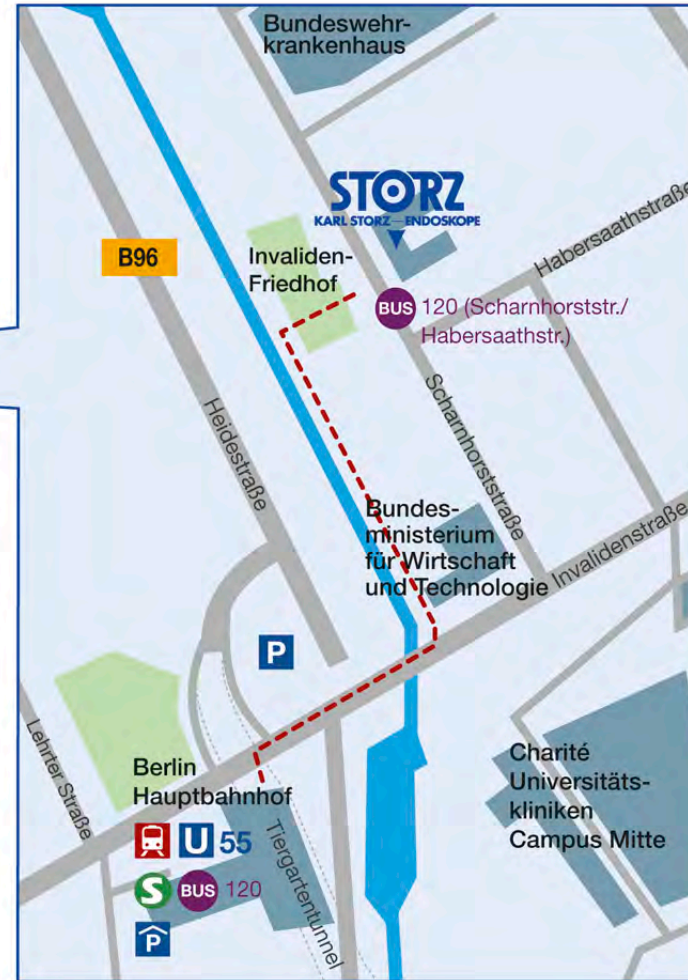 Bundeswehr-
krankenhaus
STORZ
KARL STORZ—ENDOSKOPE
Habersaathstraße
B96
Invaliden-
Friedhof
BUS 120 (Scharnhorststr./
Habersaathstr.)
Heidestraße
Scharnhorststraße
Bundes-
ministerium
für Wirtschaft
und Technologie
Invalidenstraße
P
Lehrter Straße
Berlin
Hauptbahnhof
U 55
S BUS 120
P
Tiergartentunnel
Charité
Universitäts-
kliniken
Campus Mitte